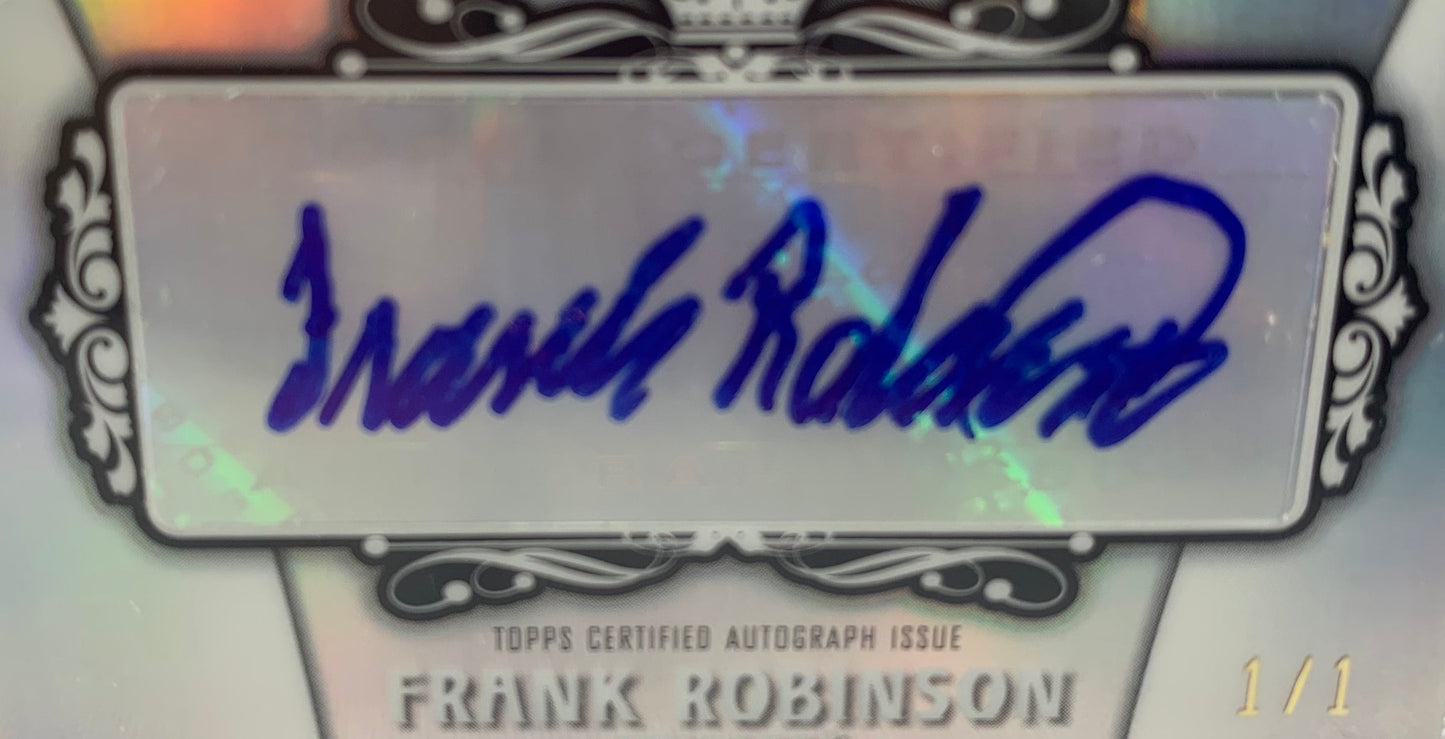 Frank Robinson
TOPPS CERTIFIED AUTOGRAPH ISSUE
FRANK ROBINSON
1/1